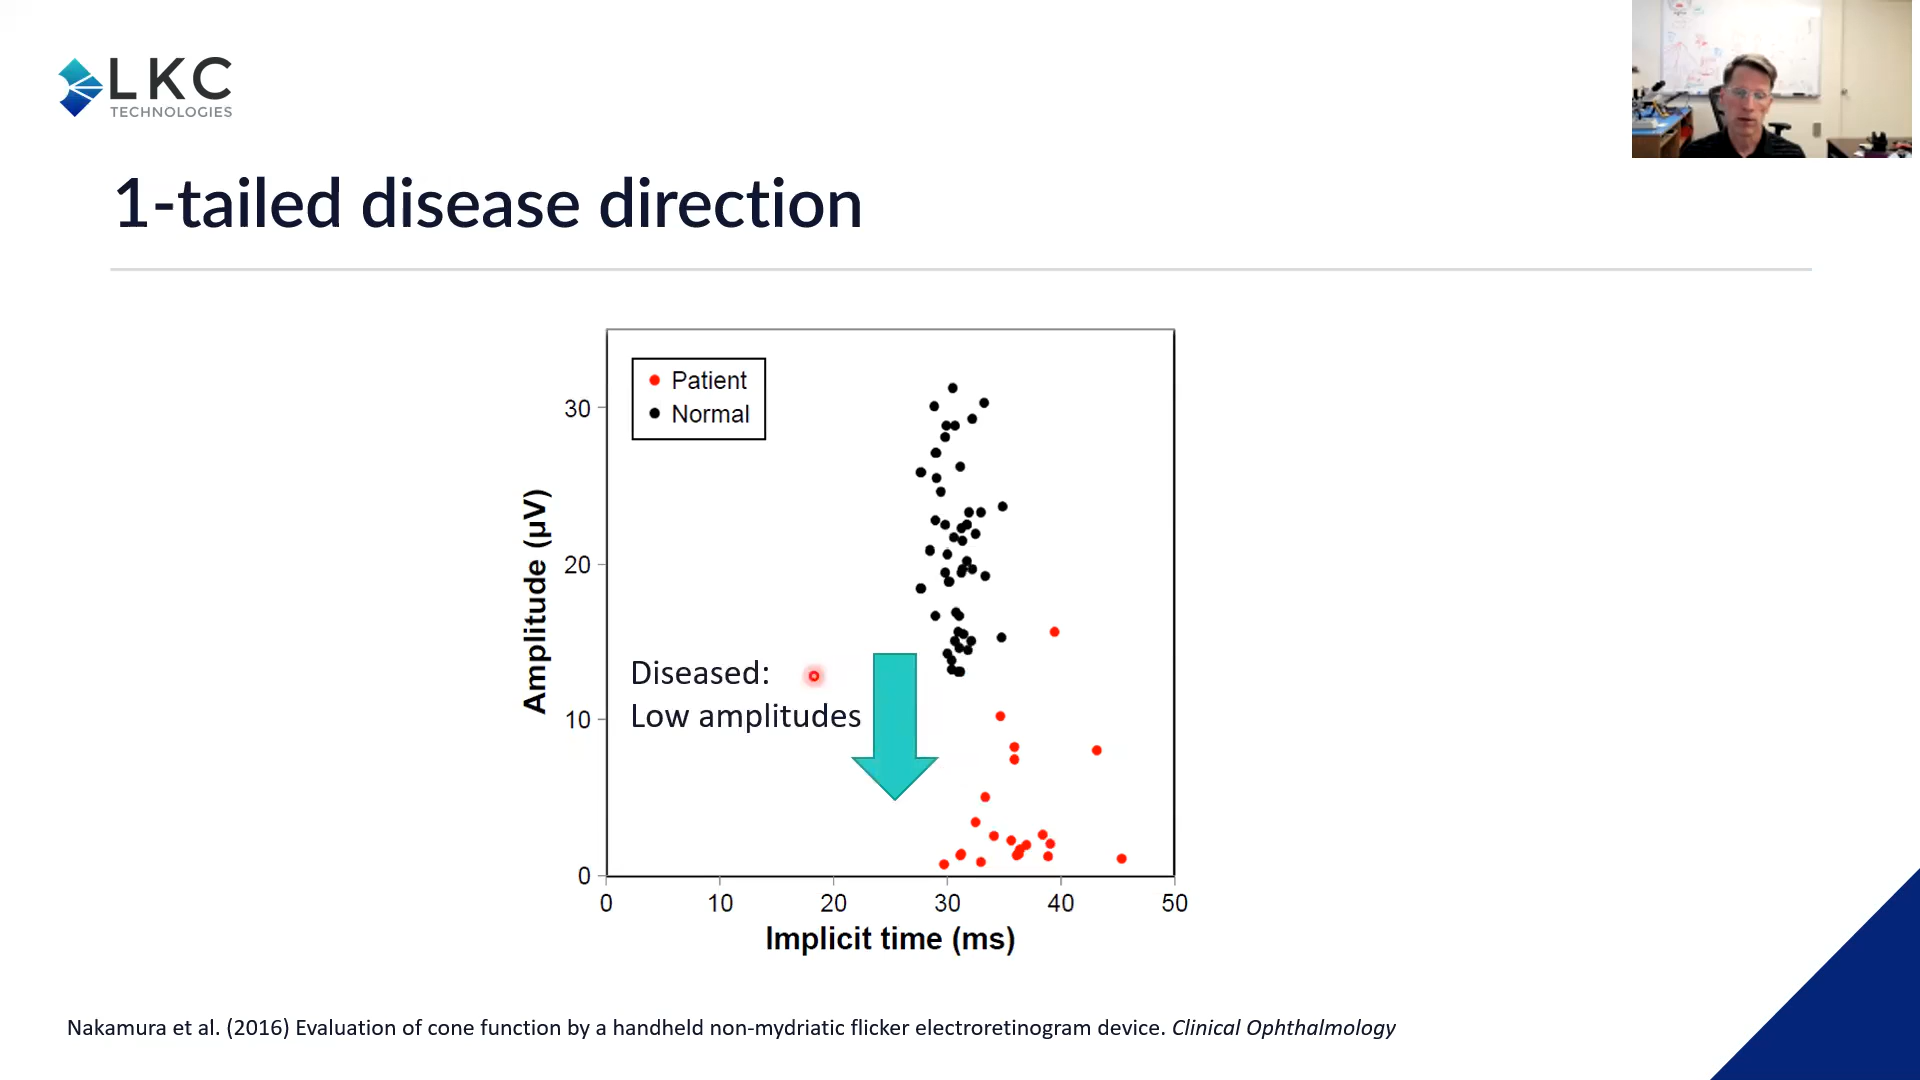 LKC
TECHNOLOGIES
1-tailed disease direction
Patient
Normal
30
20
10
0
Amplitude (µV)
Diseased:
Low amplitudes
0 10 20 30 40 50
Implicit time (ms)
Nakamura et al. (2016) Evaluation of cone function by a handheld non-mydriatic flicker electroretinogram device. Clinical Ophthalmology